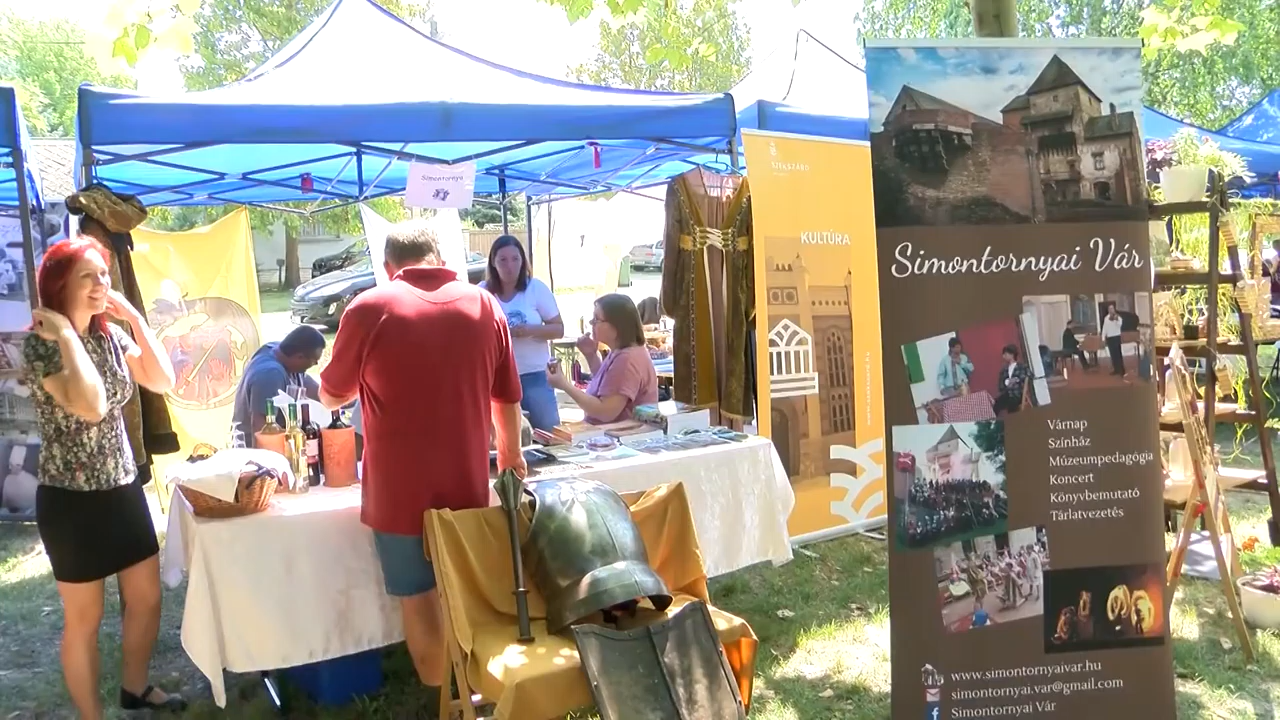 Simontornya
SZEKSZÁRD
KULTÚRA
Simontornyai Vár
Várnap
Színház
Múzeumpedagógia
Koncert
Könyvbemutató
Tárlatvezetés
www.simontornyaivar.hu
simontornyai.var@gmail.com
Simontornyai Vár